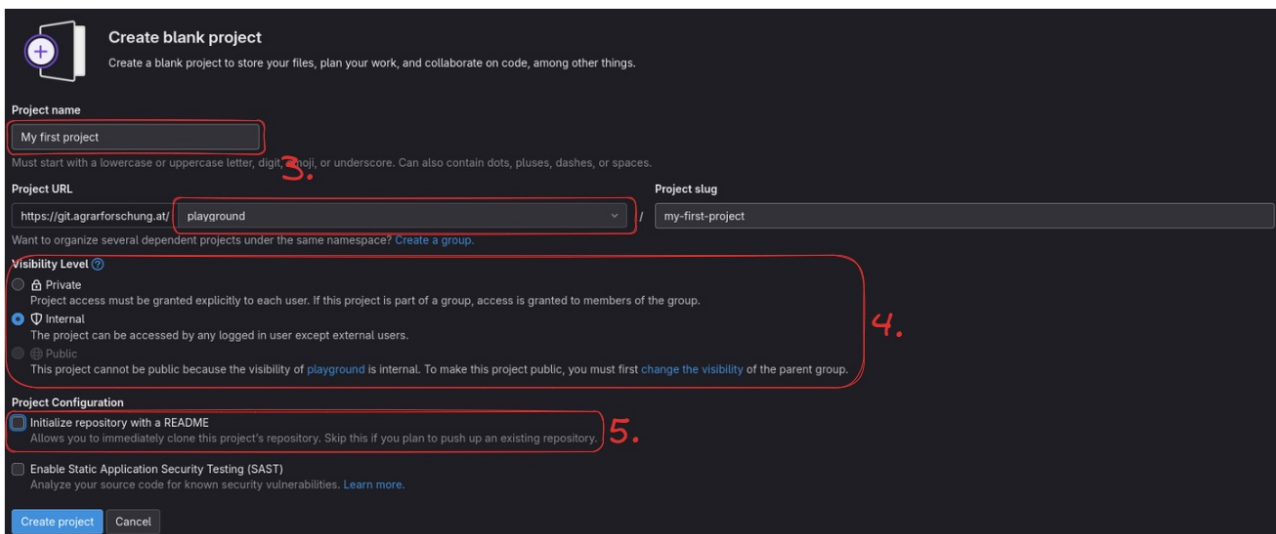 Create blank project
Create a blank project to store your files, plan your work, and collaborate on code, among other things.
Project name
My first project
Must start with a lowercase or uppercase letter, digit, emoji, or underscore. Can also contain dots, pluses, dashes, or spaces.
3.
Project URL
Project slug
https://git.agrarforschung.at/ playground / my-first-project
Want to organize several dependent projects under the same namespace? Create a group.
Visibility Level ?
Private
Project access must be granted explicitly to each user. If this project is part of a group, access is granted to members of the group.
Internal
The project can be accessed by any logged in user except external users.
4.
Public
This project cannot be public because the visibility of playground is internal. To make this project public, you must first change the visibility of the parent group.
Project Configuration
Initialize repository with a README
Allows you to immediately clone this project's repository. Skip this if you plan to push up an existing repository.
5.
Enable Static Application Security Testing (SAST)
Analyze your source code for known security vulnerabilities. Learn more.
Create project Cancel